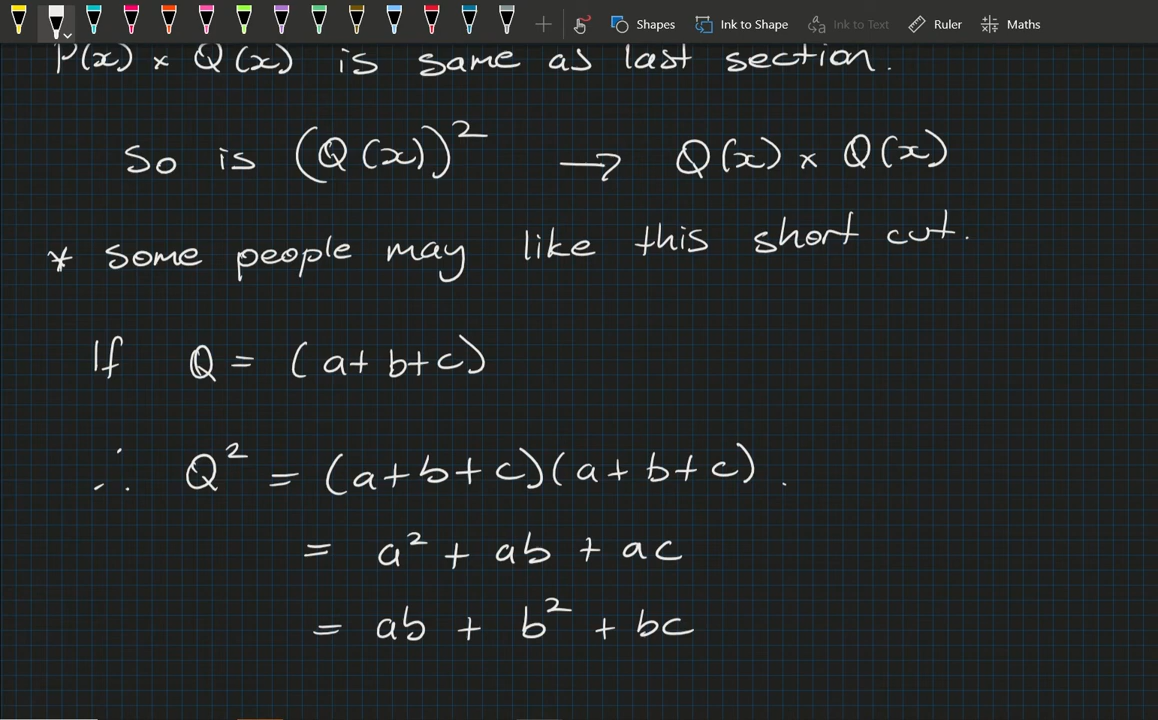 Shapes Ink to Shape Ink to Text Ruler Maths
P(x) × Q(x) is same as last section.
So is (Q(x))² → Q(x) × Q(x)
* some people may like this short cut.
If Q = (a+b+c)
∴ Q² = (a+b+c)(a+b+c).
= a² + ab + ac
= ab + b² + bc